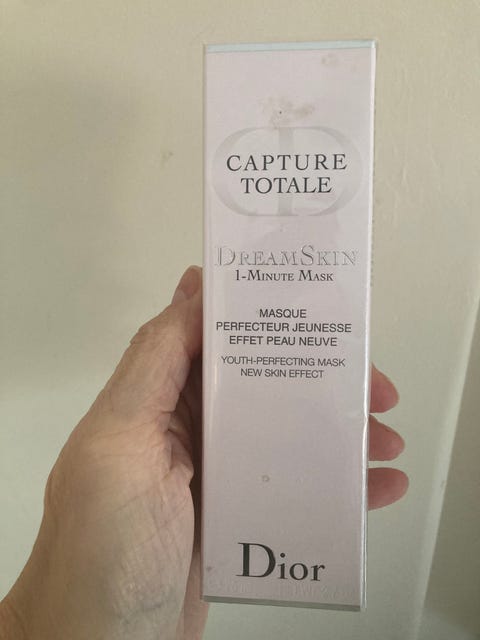 CAPTURE
TOTALE
DREAMSKIN
1-MINUTE MASK
MASQUE
PERFECTEUR JEUNESSE
EFFET PEAU NEUVE
YOUTH-PERFECTING MASK
NEW SKIN EFFECT
Dior